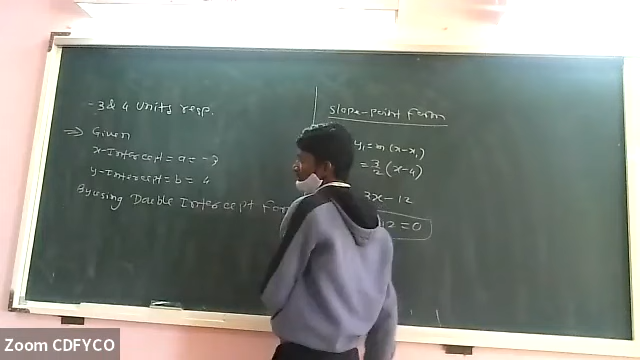 -3 & 4 units resp.
⇒ Given
x-Intercept = a = -3
y-Intercept = b = 4
By using Double Intercept For
Slope-point Form
y₁ = m (x-x₁)
= 3/2 (x-4)
3x-12
12 = 0
Zoom CDFYCO